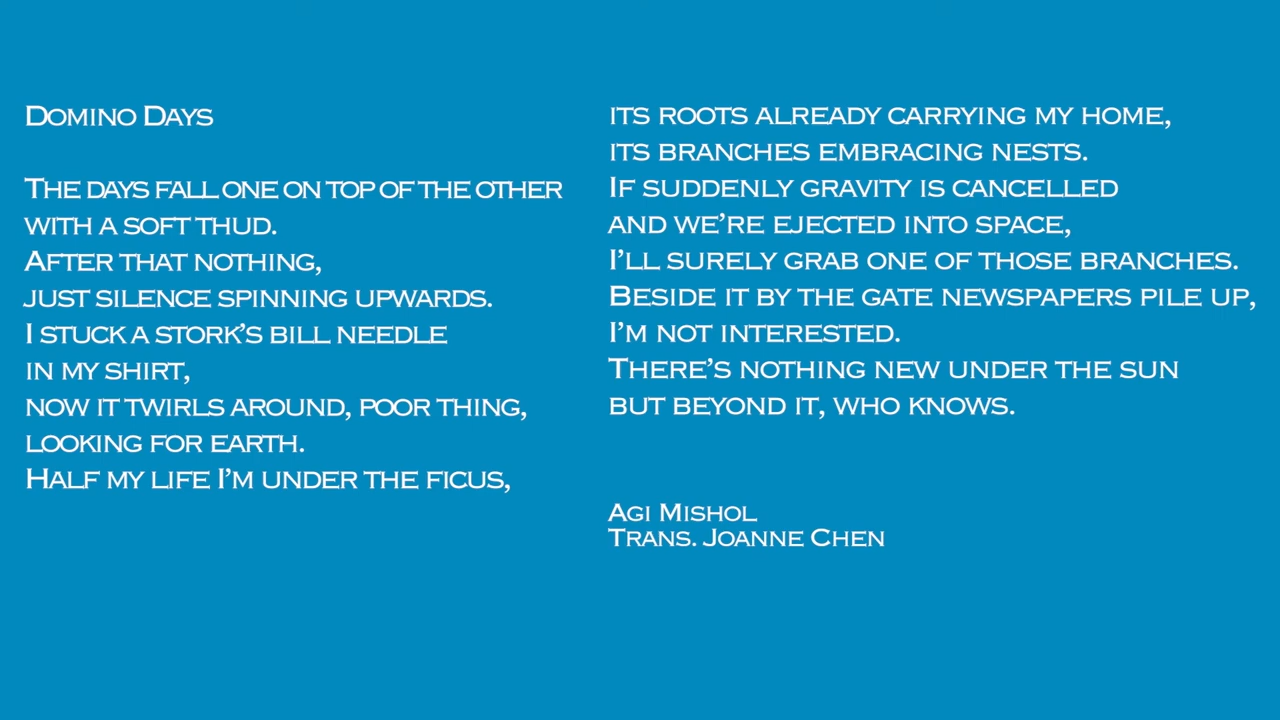 Domino Days
The days fall one on top of the other
with a soft thud.
After that nothing,
just silence spinning upwards.
I stuck a stork's bill needle
in my shirt,
now it twirls around, poor thing,
looking for earth.
Half my life I'm under the ficus,
its roots already carrying my home,
its branches embracing nests.
If suddenly gravity is cancelled
and we're ejected into space,
I'll surely grab one of those branches.
Beside it by the gate newspapers pile up,
I'm not interested.
There's nothing new under the sun
but beyond it, who knows.
Agi Mishol
Trans. Joanne Chen